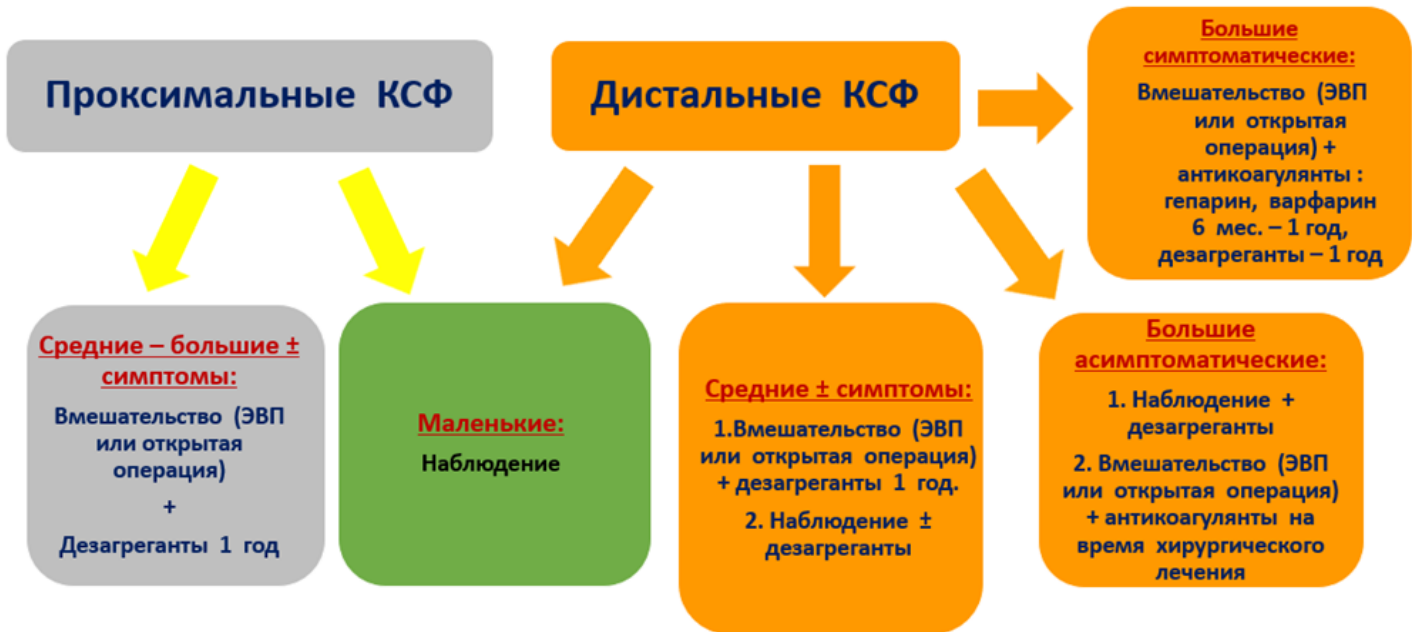 Проксимальные КСФ
Дистальные КСФ
Большие
симптоматические:
Вмешательство (ЭВП
или открытая
операция) +
антикоагулянты :
гепарин, варфарин
6 мес. – 1 год,
дезагреганты – 1 год
Средние – большие ±
симптомы:
Вмешательство (ЭВП
или открытая
операция)
+
Дезагреганты 1 год
Маленькие:
Наблюдение
Средние ± симптомы:
1.Вмешательство (ЭВП
или открытая операция)
+ дезагреганты 1 год.
2. Наблюдение ±
дезагреганты
Большие
асимптоматические:
1. Наблюдение +
дезагреганты
2. Вмешательство (ЭВП
или открытая операция)
+ антикоагулянты на
время хирургического
лечения